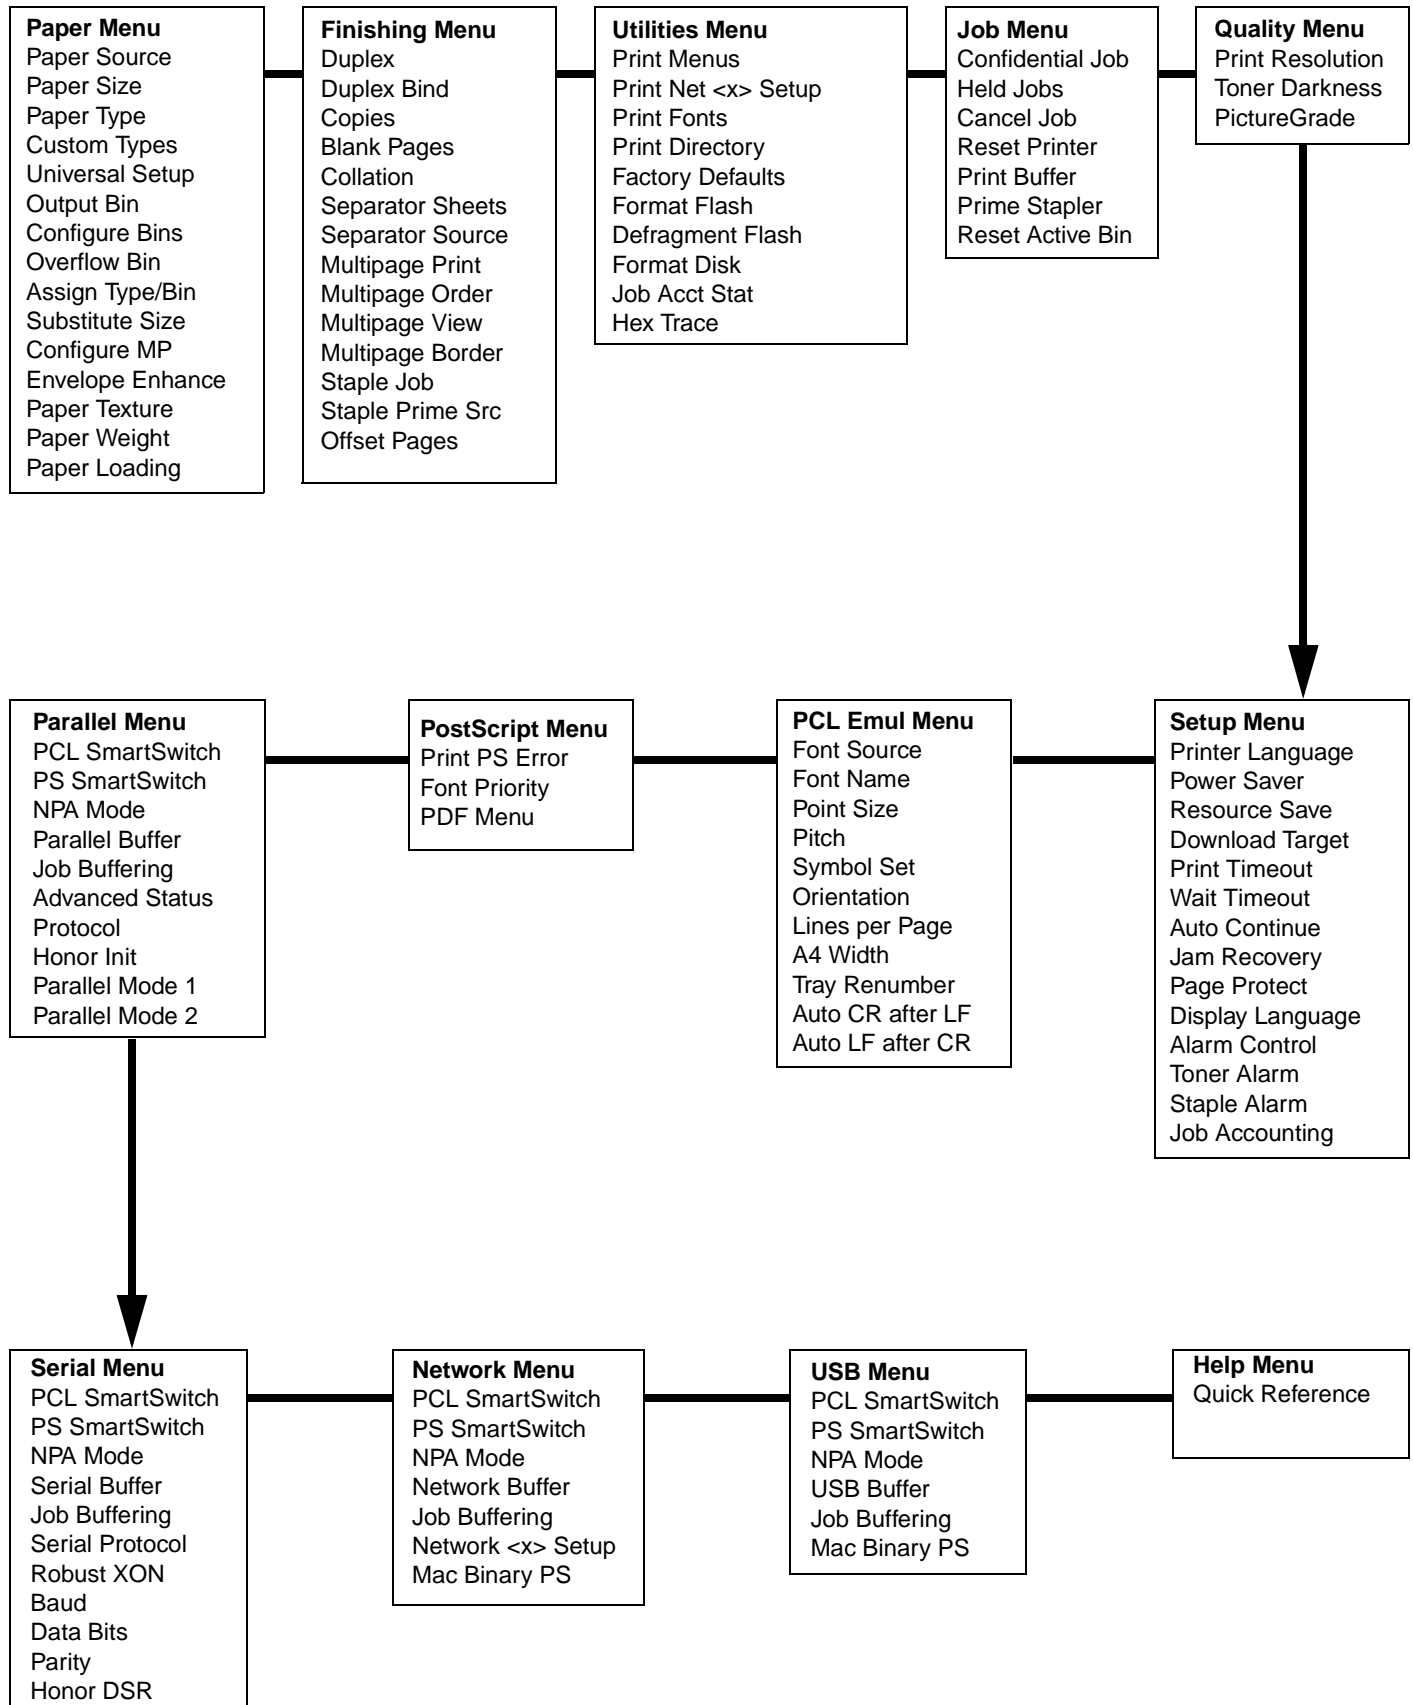 Paper Menu
Paper Source
Paper Size
Paper Type
Custom Types
Universal Setup
Output Bin
Configure Bins
Overflow Bin
Assign Type/Bin
Substitute Size
Configure MP
Envelope Enhance
Paper Texture
Paper Weight
Paper Loading
Finishing Menu
Duplex
Duplex Bind
Copies
Blank Pages
Collation
Separator Sheets
Separator Source
Multipage Print
Multipage Order
Multipage View
Multipage Border
Staple Job
Staple Prime Src
Offset Pages
Utilities Menu
Print Menus
Print Net <x> Setup
Print Fonts
Print Directory
Factory Defaults
Format Flash
Defragment Flash
Format Disk
Job Acct Stat
Hex Trace
Job Menu
Confidential Job
Held Jobs
Cancel Job
Reset Printer
Print Buffer
Prime Stapler
Reset Active Bin
Quality Menu
Print Resolution
Toner Darkness
PictureGrade
Parallel Menu
PCL SmartSwitch
PS SmartSwitch
NPA Mode
Parallel Buffer
Job Buffering
Advanced Status
Protocol
Honor Init
Parallel Mode 1
Parallel Mode 2
PostScript Menu
Print PS Error
Font Priority
PDF Menu
PCL Emul Menu
Font Source
Font Name
Point Size
Pitch
Symbol Set
Orientation
Lines per Page
A4 Width
Tray Renumber
Auto CR after LF
Auto LF after CR
Setup Menu
Printer Language
Power Saver
Resource Save
Download Target
Print Timeout
Wait Timeout
Auto Continue
Jam Recovery
Page Protect
Display Language
Alarm Control
Toner Alarm
Staple Alarm
Job Accounting
Serial Menu
PCL SmartSwitch
PS SmartSwitch
NPA Mode
Serial Buffer
Job Buffering
Serial Protocol
Robust XON
Baud
Data Bits
Parity
Honor DSR
Network Menu
PCL SmartSwitch
PS SmartSwitch
NPA Mode
Network Buffer
Job Buffering
Network <x> Setup
Mac Binary PS
USB Menu
PCL SmartSwitch
PS SmartSwitch
NPA Mode
USB Buffer
Job Buffering
Mac Binary PS
Help Menu
Quick Reference